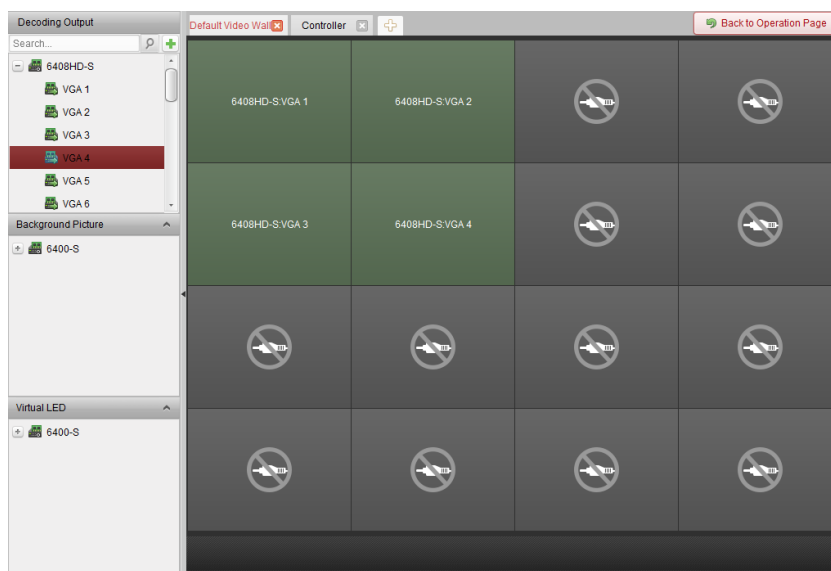 Decoding Output
Default Video Wall
Controller
Back to Operation Page
Search...
6408HD-S
VGA 1
VGA 2
VGA 3
VGA 4
VGA 5
VGA 6
Background Picture
6400-S
Virtual LED
6400-S
6408HD-S:VGA 1
6408HD-S:VGA 2
6408HD-S:VGA 3
6408HD-S:VGA 4